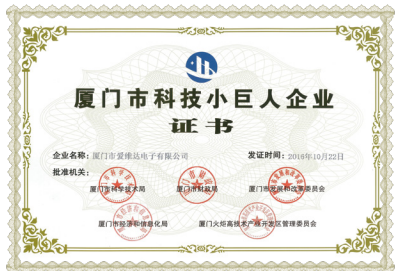 厦门市科技小巨人企业
证书
企业名称：厦门市爱维达电子有限公司 发证时间：2016年10月22日
批准机关：
厦门市科学技术局 厦门市财政局 厦门市发展和改革委员会
厦门市经济和信息化局 厦门火炬高技术产业开发区管理委员会